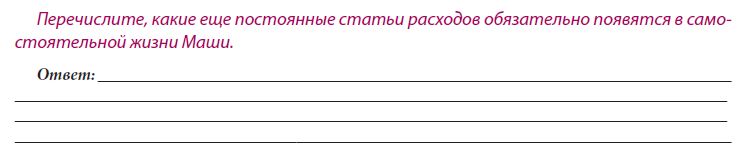 Перечислите, какие еще постоянные статьи расходов обязательно появятся в само-
стоятельной жизни Маши.
Ответ: